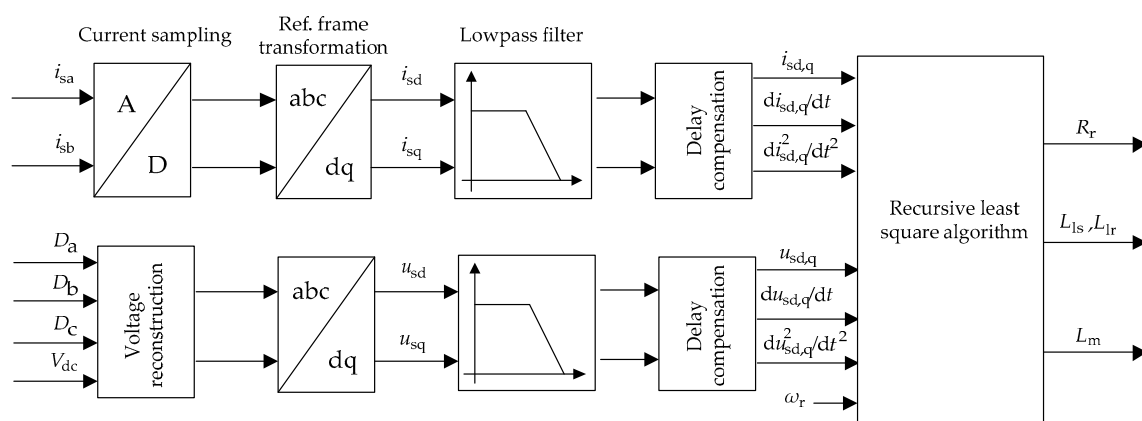 Current sampling
Ref. frame
transformation
Lowpass filter
i_sa
i_sb
A
D
abc
dq
i_sd
i_sq
Delay
compensation
i_sd,q
di_sd,q/dt
di²_sd,q/dt²
Recursive least
square algorithm
R_r
L_ls ,L_lr
L_m
D_a
D_b
D_c
V_dc
Voltage
reconstruction
abc
dq
u_sd
u_sq
Delay
compensation
u_sd,q
du_sd,q/dt
du²_sd,q/dt²
ω_r